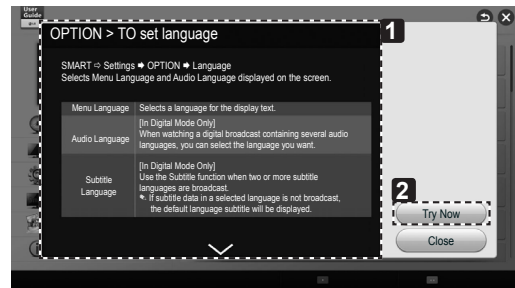 User
Guide
OPTION > TO set language
1
SMART ⇨ Settings ➡ OPTION ➡ Language
Selects Menu Language and Audio Language displayed on the screen.
Menu Language Selects a language for the display text.
Audio Language
[In Digital Mode Only]
When watching a digital broadcast containing several audio
languages, you can select the language you want.
Subtitle
Language
[In Digital Mode Only]
Use the Subtitle function when two or more subtitle
languages are broadcast.
If subtitle data in a selected language is not broadcast,
the default language subtitle will be displayed.
2
Try Now
Close